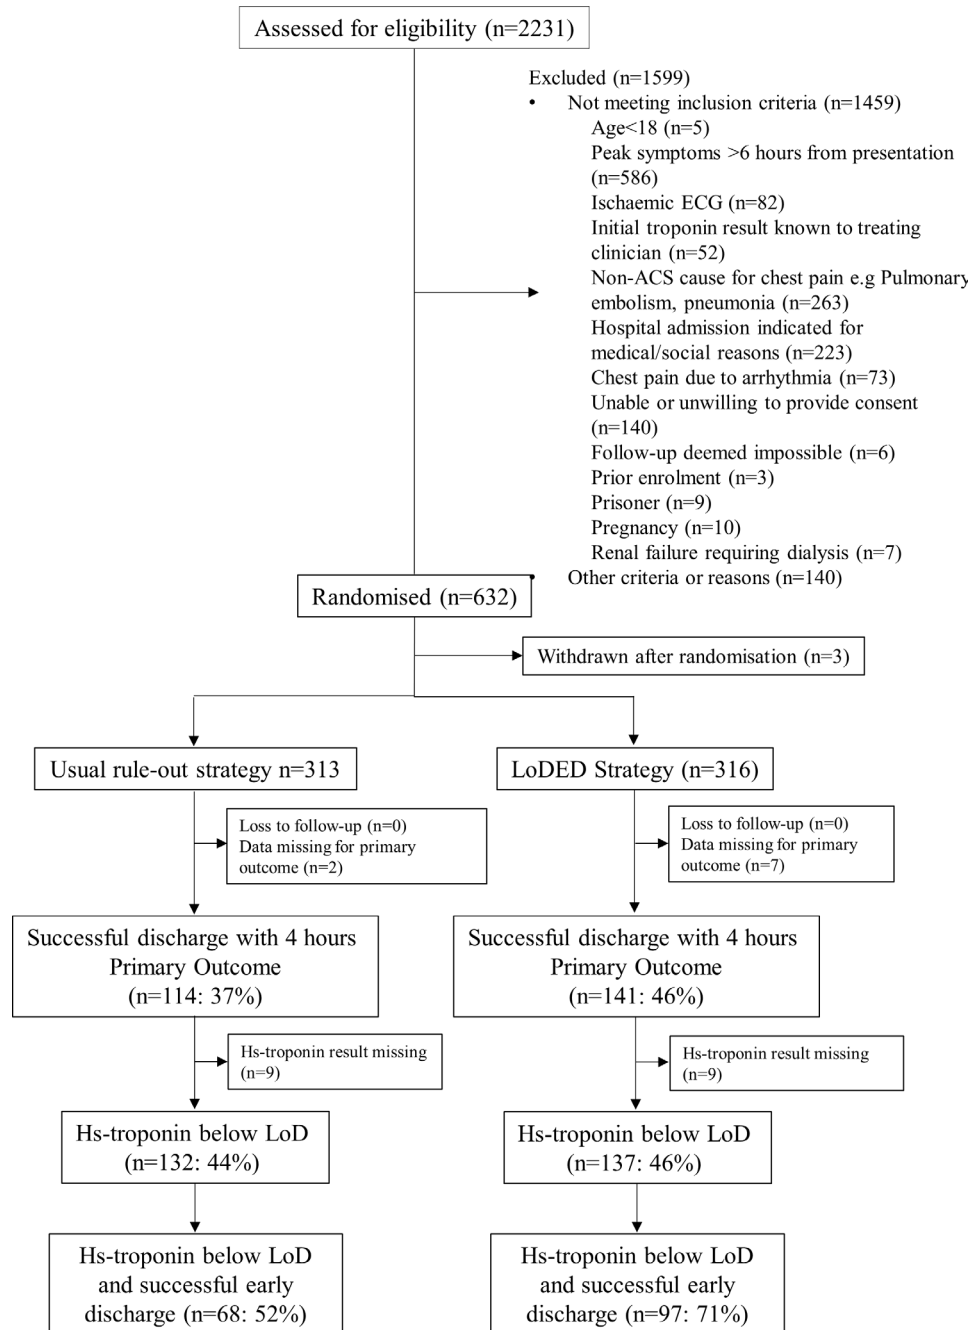 Assessed for eligibility (n=2231)
Excluded (n=1599)
• Not meeting inclusion criteria (n=1459)
Age<18 (n=5)
Peak symptoms >6 hours from presentation
(n=586)
Ischaemic ECG (n=82)
Initial troponin result known to treating
clinician (n=52)
Non-ACS cause for chest pain e.g Pulmonary
embolism, pneumonia (n=263)
Hospital admission indicated for
medical/social reasons (n=223)
Chest pain due to arrhythmia (n=73)
Unable or unwilling to provide consent
(n=140)
Follow-up deemed impossible (n=6)
Prior enrolment (n=3)
Prisoner (n=9)
Pregnancy (n=10)
Renal failure requiring dialysis (n=7)
• Other criteria or reasons (n=140)
Randomised (n=632)
Withdrawn after randomisation (n=3)
Usual rule-out strategy n=313
Loss to follow-up (n=0)
Data missing for primary
outcome (n=2)
Successful discharge with 4 hours
Primary Outcome
(n=114: 37%)
Hs-troponin result missing
(n=9)
Hs-troponin below LoD
(n=132: 44%)
Hs-troponin below LoD
and successful early
discharge (n=68: 52%)
LoDED Strategy (n=316)
Loss to follow-up (n=0)
Data missing for primary
outcome (n=7)
Successful discharge with 4 hours
Primary Outcome
(n=141: 46%)
Hs-troponin result missing
(n=9)
Hs-troponin below LoD
(n=137: 46%)
Hs-troponin below LoD
and successful early
discharge (n=97: 71%)